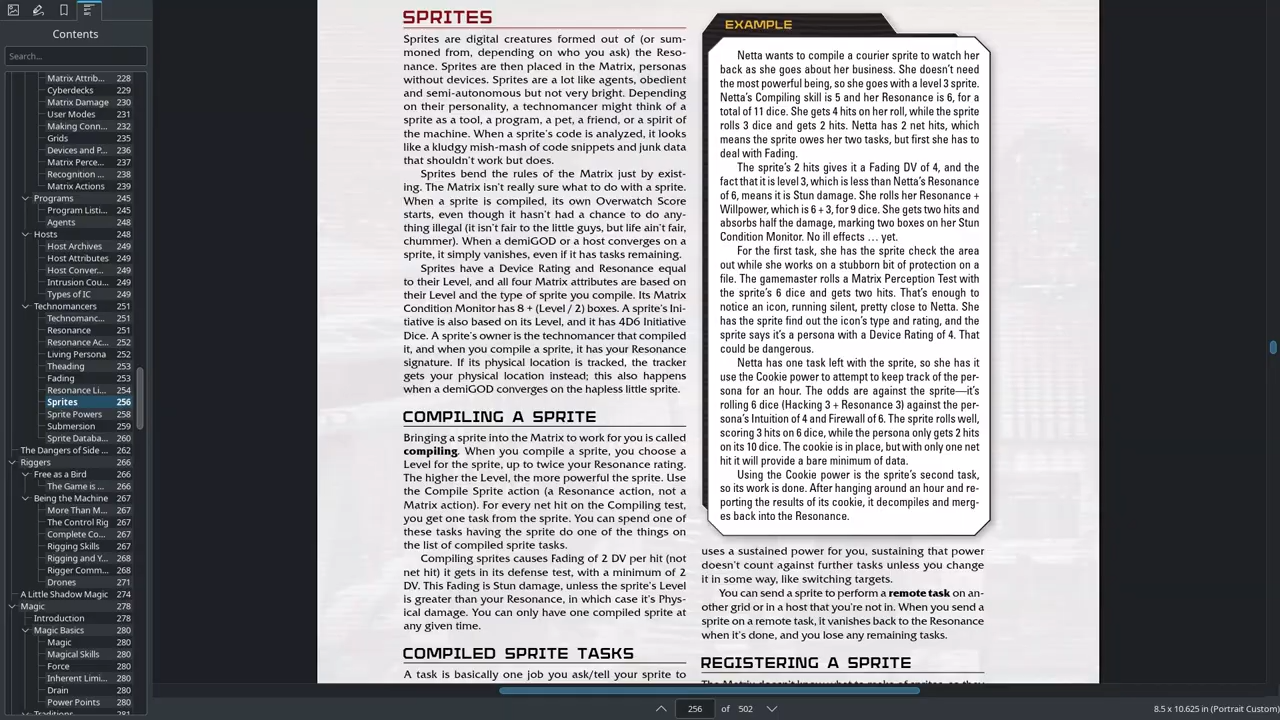 Contents
Search...
Matrix Attrib... 228
Cyberdecks 229
Matrix Damage 230
User Modes 231
Making Conn... 232
Grids 233
Devices and P... 236
Matrix Perce... 237
Recognition ... 238
Matrix Actions 239
Programs 245
Program Listi... 245
Agents 248
Hosts 248
Host Archives 249
Host Attributes 249
Host Conver... 249
Intrusion Cou... 249
Types of IC 249
Technomancers 251
Technomanc... 251
Resonance 251
Resonance Ac... 252
Living Persona 252
Theading 253
Fading 253
Resonance Li... 254
Sprites 256
Sprite Powers 258
Submersion 259
Sprite Databa... 260
The Dangers of Side ... 266
Riggers 266
Free as a Bird 266
The Game is ... 266
Being the Machine 267
More Than M... 267
The Control Rig 267
Complete Co... 267
Rigging Skills 267
Rigging and Y... 268
Rigger Comm... 268
Drones 271
A Little Shadow Magic 274
Magic 278
Introduction 278
Magic Basics 280
Magic 280
Magical Skills 280
Force 280
Inherent Limi... 280
Drain 280
Power Points 280
SPRITES
Sprites are digital creatures formed out of (or sum-
moned from, depending on who you ask) the Reso-
nance. Sprites are then placed in the Matrix, personas
without devices. Sprites are a lot like agents, obedient
and semi-autonomous but not very bright. Depending
on their personality, a technomancer might think of a
sprite as a tool, a program, a pet, a friend, or a spirit of
the machine. When a sprite's code is analyzed, it looks
like a kludgy mish-mash of code snippets and junk data
that shouldn't work but does.
Sprites bend the rules of the Matrix just by exist-
ing. The Matrix isn't really sure what to do with a sprite.
When a sprite is compiled, its own Overwatch Score
starts, even though it hasn't had a chance to do any-
thing illegal (it isn't fair to the little guys, but life ain't fair,
chummer). When a demiGOD or a host converges on a
sprite, it simply vanishes, even if it has tasks remaining.
Sprites have a Device Rating and Resonance equal
to their Level, and all four Matrix attributes are based on
their Level and the type of sprite you compile. Its Matrix
Condition Monitor has 8 + (Level / 2) boxes. A sprite's Ini-
tiative is also based on its Level, and it has 4D6 Initiative
Dice. A sprite's owner is the technomancer that compiled
it, and when you compile a sprite, it has your Resonance
signature. If its physical location is tracked, the tracker
gets your physical location instead; this also happens
when a demiGOD converges on the hapless little sprite.
COMPILING A SPRITE
Bringing a sprite into the Matrix to work for you is called
compiling. When you compile a sprite, you choose a
Level for the sprite, up to twice your Resonance rating.
The higher the Level, the more powerful the sprite. Use
the Compile Sprite action (a Resonance action, not a
Matrix action). For every net hit on the Compiling test,
you get one task from the sprite. You can spend one of
these tasks having the sprite do one of the things on
the list of compiled sprite tasks.
Compiling sprites causes Fading of 2 DV per hit (not
net hit) it gets in its defense test, with a minimum of 2
DV. This Fading is Stun damage, unless the sprite's Level
is greater than your Resonance, in which case it's Phys-
ical damage. You can only have one compiled sprite at
any given time.
COMPILED SPRITE TASKS
A task is basically one job you ask/tell your sprite to
EXAMPLE
Netta wants to compile a courier sprite to watch her
back as she goes about her business. She doesn't need
the most powerful being, so she goes with a level 3 sprite.
Netta's Compiling skill is 5 and her Resonance is 6, for a
total of 11 dice. She gets 4 hits on her roll, while the sprite
rolls 3 dice and gets 2 hits. Netta has 2 net hits, which
means the sprite owes her two tasks, but first she has to
deal with Fading.
The sprite's 2 hits gives it a Fading DV of 4, and the
fact that it is level 3, which is less than Netta's Resonance
of 6, means it is Stun damage. She rolls her Resonance +
Willpower, which is 6 + 3, for 9 dice. She gets two hits and
absorbs half the damage, marking two boxes on her Stun
Condition Monitor. No ill effects … yet.
For the first task, she has the sprite check the area
out while she works on a stubborn bit of protection on a
file. The gamemaster rolls a Matrix Perception Test with
the sprite's 6 dice and gets two hits. That's enough to
notice an icon, running silent, pretty close to Netta. She
has the sprite find out the icon's type and rating, and the
sprite says it's a persona with a Device Rating of 4. That
could be dangerous.
Netta has one task left with the sprite, so she has it
use the Cookie power to attempt to keep track of the per-
sona for an hour. The odds are against the sprite—it's
rolling 6 dice (Hacking 3 + Resonance 3) against the per-
sona's Intuition of 4 and Firewall of 6. The sprite rolls well,
scoring 3 hits on 6 dice, while the persona only gets 2 hits
on its 10 dice. The cookie is in place, but with only one net
hit it will provide a bare minimum of data.
Using the Cookie power is the sprite's second task,
so its work is done. After hanging around an hour and re-
porting the results of its cookie, it decompiles and merg-
es back into the Resonance.
uses a sustained power for you, sustaining that power
doesn't count against further tasks unless you change
it in some way, like switching targets.
You can send a sprite to perform a remote task on an-
other grid or in a host that you're not in. When you send a
sprite on a remote task, it vanishes back to the Resonance
when it's done, and you lose any remaining tasks.
REGISTERING A SPRITE
256 of 502
8.5 x 10.625 in (Portrait Custom)